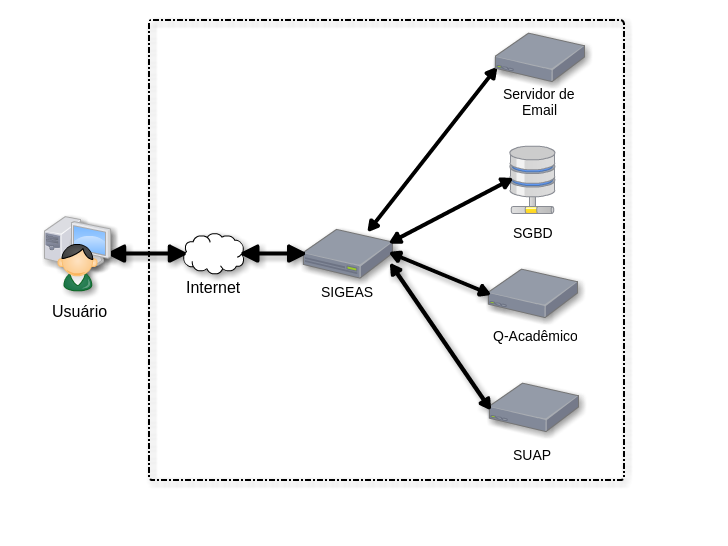 Servidor de
Email
SGBD
Internet
SIGEAS
Usuário
Q-Acadêmico
SUAP